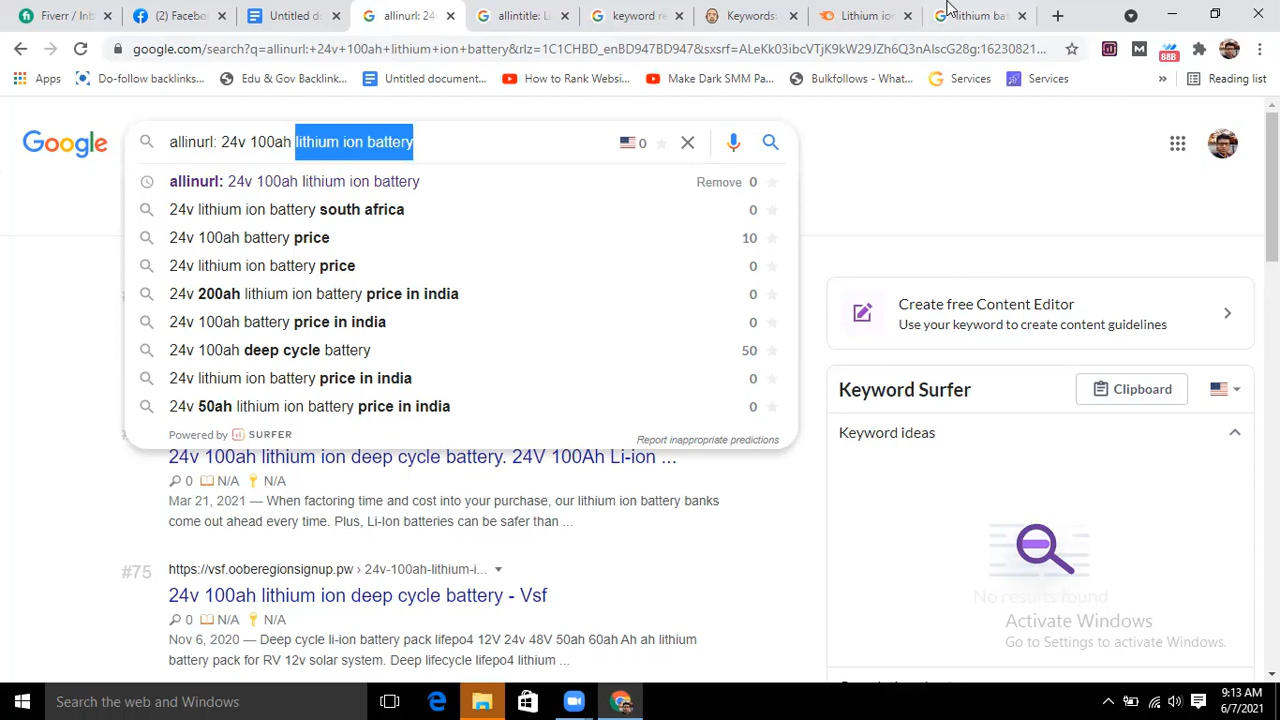 Fiverr / Inb
(2) Faceboo
Untitled do
allinurl: 24
allintitle: Li
keyword re
Keywords:
Lithium ion
lithium bat
google.com/search?q=allinurl:+24v+100ah+lithium+ion+battery&rlz=1C1CHBD_enBD947BD947&sxsrf=ALeKk03ibcVTjK9kW29JZh6Q3nAIscG28g:16230821...
88B
Apps
Do-follow backlinks...
Edu & Gov Backlink...
Untitled document...
How to Rank Websi...
Make Dark SMM Pa...
Bulkfollows - What...
Services
Services
»
Reading list
Google
allinurl: 24v 100ah lithium ion battery
0
allinurl: 24v 100ah lithium ion battery
Remove 0
24v lithium ion battery south africa
0
24v 100ah battery price
10
24v lithium ion battery price
0
24v 200ah lithium ion battery price in india
0
24v 100ah battery price in india
0
24v 100ah deep cycle battery
50
24v lithium ion battery price in india
0
24v 50ah lithium ion battery price in india
0
Powered by SURFER
Report inappropriate predictions
24v 100ah lithium ion deep cycle battery. 24V 100Ah Li-ion ...
0 N/A N/A
Mar 21, 2021 — When factoring time and cost into your purchase, our lithium ion battery banks
come out ahead every time. Plus, Li-Ion batteries can be safer than ...
#75
https://vsf.ooberegionsignup.pw › 24v-100ah-lithium-i...
24v 100ah lithium ion deep cycle battery - Vsf
0 N/A N/A
Nov 6, 2020 — Deep cycle li-ion battery pack lifepo4 12V 24v 48V 50ah 60ah Ah ah lithium
battery pack for RV 12v solar system. Deep lifecycle lifepo4 lithium ...
Create free Content Editor
Use your keyword to create content guidelines
Keyword Surfer
Clipboard
Keyword ideas
No results found
Activate Windows
Go to Settings to activate Windows.
Search the web and Windows
9:13 AM
6/7/2021